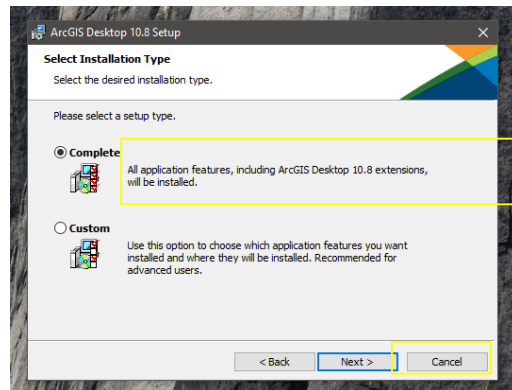 ArcGIS Desktop 10.8 Setup
Select Installation Type
Select the desired installation type.
Please select a setup type.
Complete
All application features, including ArcGIS Desktop 10.8 extensions,
will be installed.
Custom
Use this option to choose which application features you want
installed and where they will be installed. Recommended for
advanced users.
< Back Next > Cancel